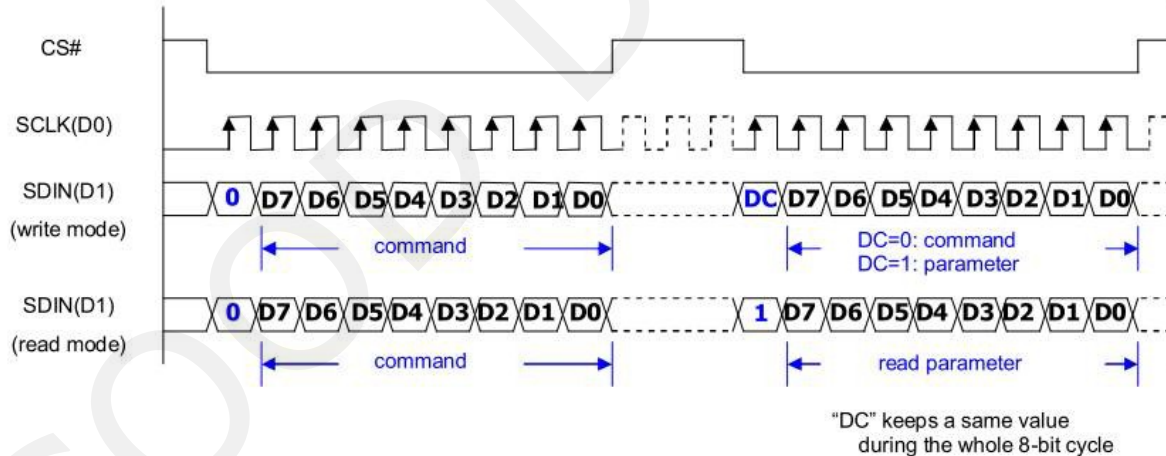 CS#
SCLK(D0)
SDIN(D1)
(write mode)
0 D7 D6 D5 D4 D3 D2 D1 D0
DC D7 D6 D5 D4 D3 D2 D1 D0
command
DC=0: command
DC=1: parameter
SDIN(D1)
(read mode)
0 D7 D6 D5 D4 D3 D2 D1 D0
1 D7 D6 D5 D4 D3 D2 D1 D0
command
read parameter
“DC” keeps a same value
during the whole 8-bit cycle